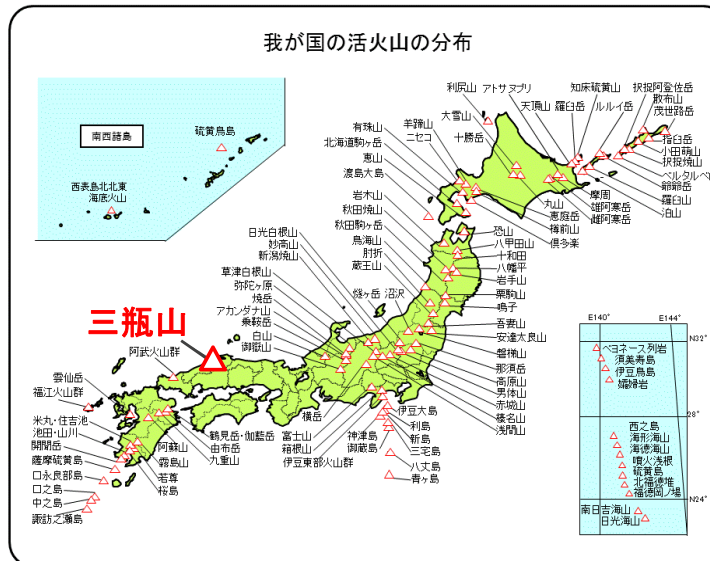 我が国の活火山の分布
南西諸島
硫黄鳥島
西表島北北東
海底火山
利尻山
アトサヌプリ
知床硫黄山
択捉阿登佐岳
天頂山
羅臼岳
ルルイ岳
散布山
茂世路岳
大雪山
十勝岳
羊蹄山
ニセコ
有珠山
北海道駒ヶ岳
恵山
渡島大島
指臼岳
小田萌山
択捉焼山
ベルタルベ
爺爺岳
羅臼山
泊山
摩周
雄阿寒岳
雌阿寒岳
丸山
恵庭岳
樽前山
倶多楽
岩木山
秋田焼山
秋田駒ヶ岳
鳥海山
肘折
蔵王山
恐山
八甲田山
十和田
八幡平
岩手山
栗駒山
鳴子
吾妻山
安達太良山
磐梯山
那須岳
高原山
男体山
赤城山
榛名山
浅間山
日光白根山
妙高山
新潟焼山
燧ヶ岳
沼沢
草津白根山
弥陀ヶ原
焼岳
アカンダナ山
乗鞍岳
白山
御嶽山
三瓶山
阿武火山群
雲仙岳
福江火山群
米丸・住吉池
池田・山川
開聞岳
薩摩硫黄島
口永良部島
口之島
中之島
諏訪之瀬島
鶴見岳・伽藍岳
由布岳
九重山
阿蘇山
霧島山
若尊
桜島
横岳
富士山
箱根山
伊豆東部火山群
伊豆大島
利島
新島
神津島
御蔵島
三宅島
八丈島
青ヶ島
E140°
E144°
N32°
ベヨネース列岩
須美寿島
伊豆鳥島
孀婦岩
28°
西之島
海形海山
海徳海山
噴火浅根
硫黄島
北福徳堆
福徳岡ノ場
N24°
南日吉海山
日光海山